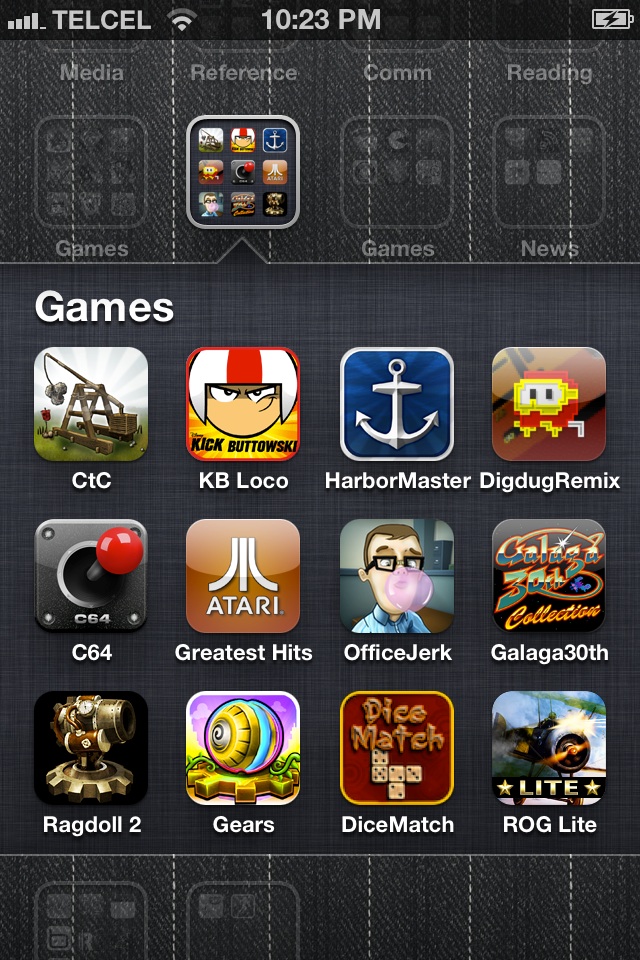 TELCEL 10:23 PM
Media Reference Comm Reading
Games Games News
Games
KICK BUTTOWSKI
CtC KB Loco HarborMaster DigdugRemix
C64 ATARI Galaga 30th Collection
C64 Greatest Hits OfficeJerk Galaga30th
Dice Match LITE
Ragdoll 2 Gears DiceMatch ROG Lite